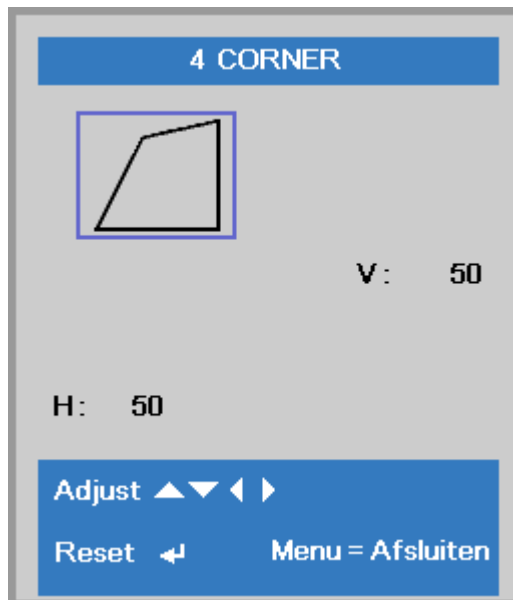 4 CORNER
V: 50
H: 50
Adjust
Reset
Menu = Afsluiten